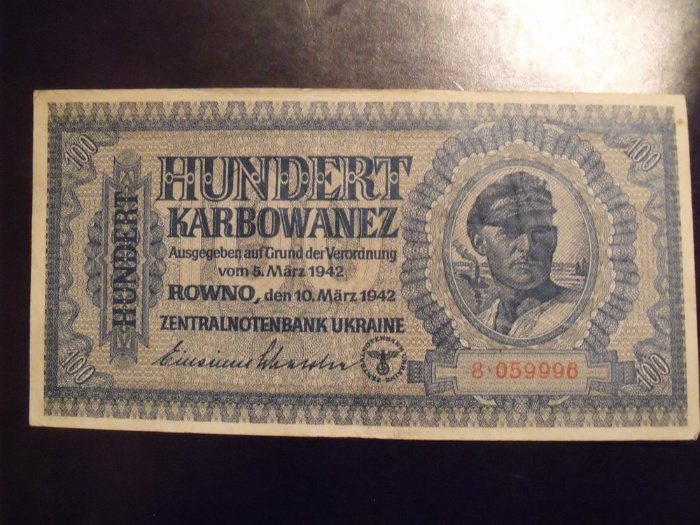 100
100
HUNDERT
HUNDERT
KARBOWANEZ
Ausgegeben auf Grund der Verordnung
vom 5. März 1942
ROWNO, den 10. März 1942
ZENTRALNOTENBANK UKRAINE
8·059996
100
100